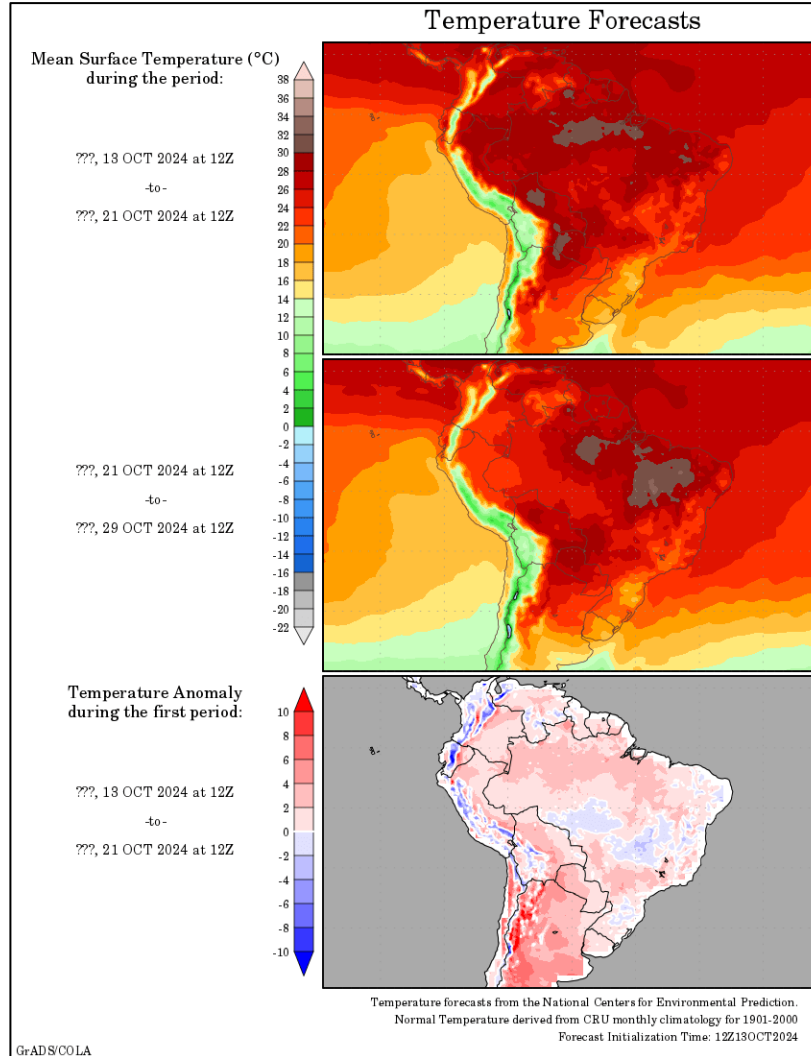 Temperature Forecasts
Mean Surface Temperature (°C)
during the period:
38
36
34
32
30
28
26
24
22
20
18
16
14
12
10
8
6
4
2
0
-2
-4
-6
-8
-10
-12
-14
-16
-18
-20
-22
???, 13 OCT 2024 at 12Z
-to-
???, 21 OCT 2024 at 12Z
???, 21 OCT 2024 at 12Z
-to-
???, 29 OCT 2024 at 12Z
Temperature Anomaly
during the first period:
10
8
6
4
2
0
-2
-4
-6
-8
-10
???, 13 OCT 2024 at 12Z
-to-
???, 21 OCT 2024 at 12Z
Temperature forecasts from the National Centers for Environmental Prediction.
Normal Temperature derived from CRU monthly climatology for 1901-2000
Forecast Initialization Time: 12Z13OCT2024
GrADS/COLA